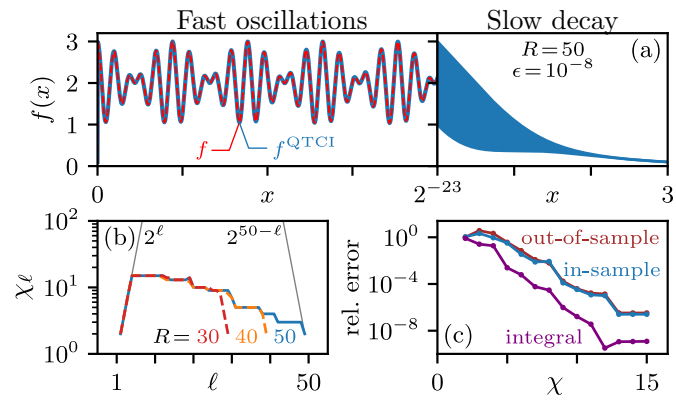 Fast oscillations
Slow decay
3
2
1
0
f(x)
f
f^QTCI
0
x
2^−23
R=50
ϵ=10^−8
(a)
x
3
10^2
10^1
10^0
χ_ℓ
(b)
2^ℓ
2^50−ℓ
R= 30 40 50
1
ℓ
50
10^0
10^−4
10^−8
rel. error
out-of-sample
in-sample
integral
(c)
0
χ
15